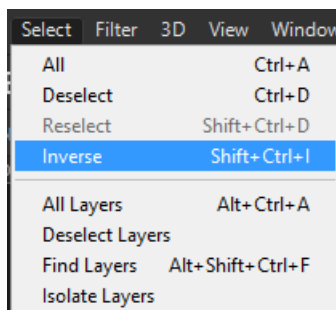 Select Filter 3D View Window
All Ctrl+A
Deselect Ctrl+D
Reselect Shift+Ctrl+D
Inverse Shift+Ctrl+I
All Layers Alt+Ctrl+A
Deselect Layers
Find Layers Alt+Shift+Ctrl+F
Isolate Layers